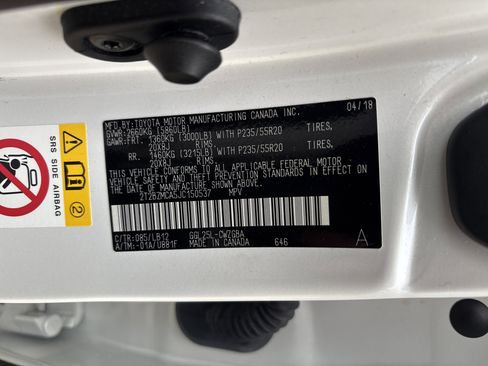 MFD.BY:TOYOTA MOTOR MANUFACTURING CANADA INC. 04/18
GVWR:2660KG (5860LB)
GAWR:FRT. 1360KG (3000LB) WITH P235/55R20 TIRES,
20X8J RIMS
RR. 1460KG (3215LB) WITH P235/55R20 TIRES,
20X8J RIMS
THIS VEHICLE CONFORMS TO ALL APPLICABLE FEDERAL MOTOR
VEHICLE SAFETY, BUMPER, AND THEFT PREVENTION STANDARDS IN EFFECT
ON THE DATE OF MANUFACTURE SHOWN ABOVE.
2T2BZMCA5JC150537 MPV
C/TR:085/LB12 GGL25L-CWZGBA
A/TM:-01A/U881F MADE IN CANADA 646
A
SRS SIDE AIRBAG
2